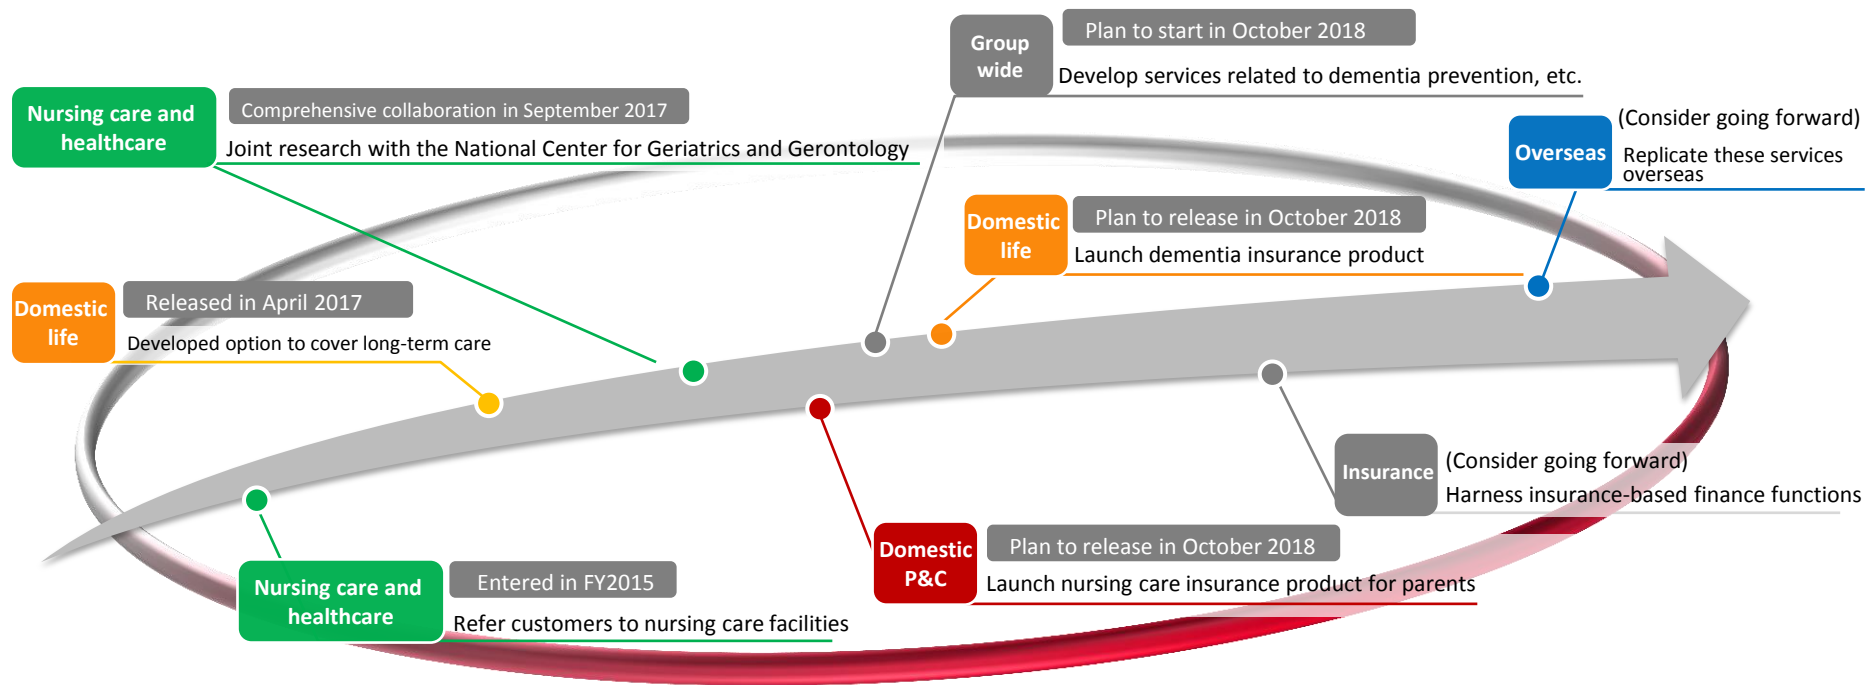 Group
wide
Plan to start in October 2018
Develop services related to dementia prevention, etc.
Nursing care and
healthcare
Comprehensive collaboration in September 2017
Joint research with the National Center for Geriatrics and Gerontology
Overseas
(Consider going forward)
Replicate these services
overseas
Domestic
life
Plan to release in October 2018
Launch dementia insurance product
Domestic
life
Released in April 2017
Developed option to cover long-term care
Insurance
(Consider going forward)
Harness insurance-based finance functions
Domestic
P&C
Plan to release in October 2018
Launch nursing care insurance product for parents
Nursing care and
healthcare
Entered in FY2015
Refer customers to nursing care facilities